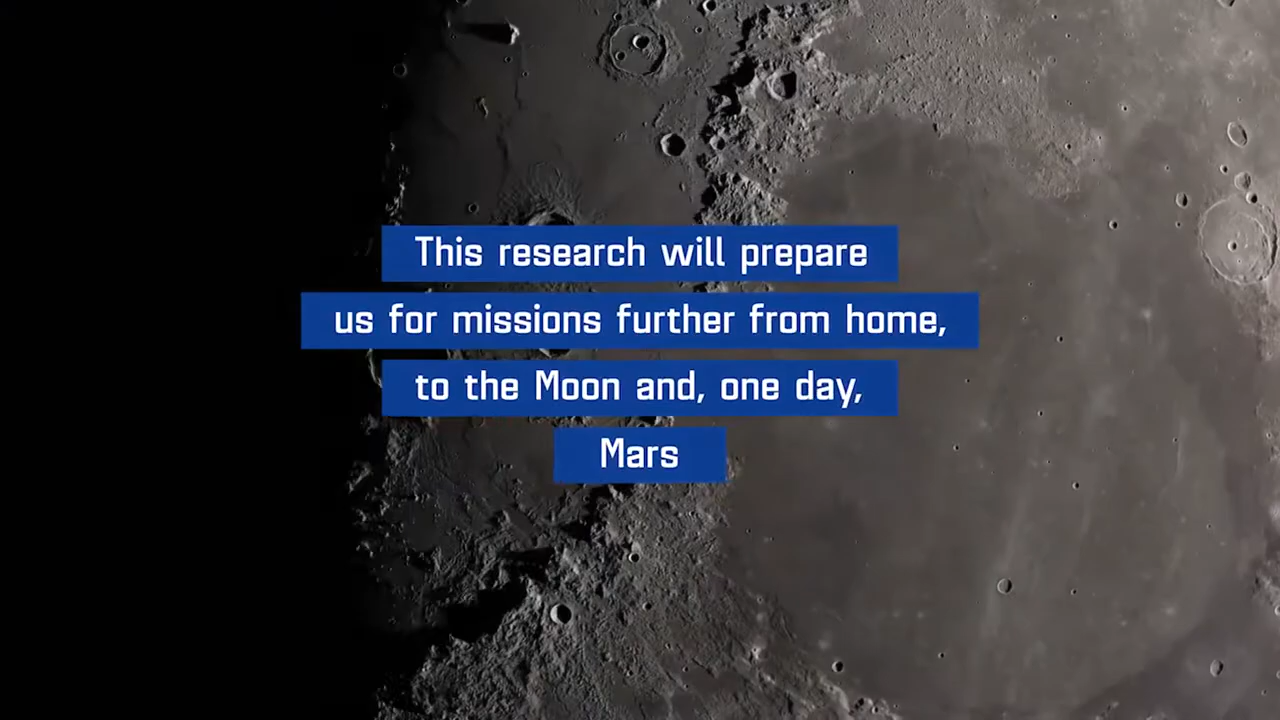 This research will prepare
us for missions further from home,
to the Moon and, one day,
Mars